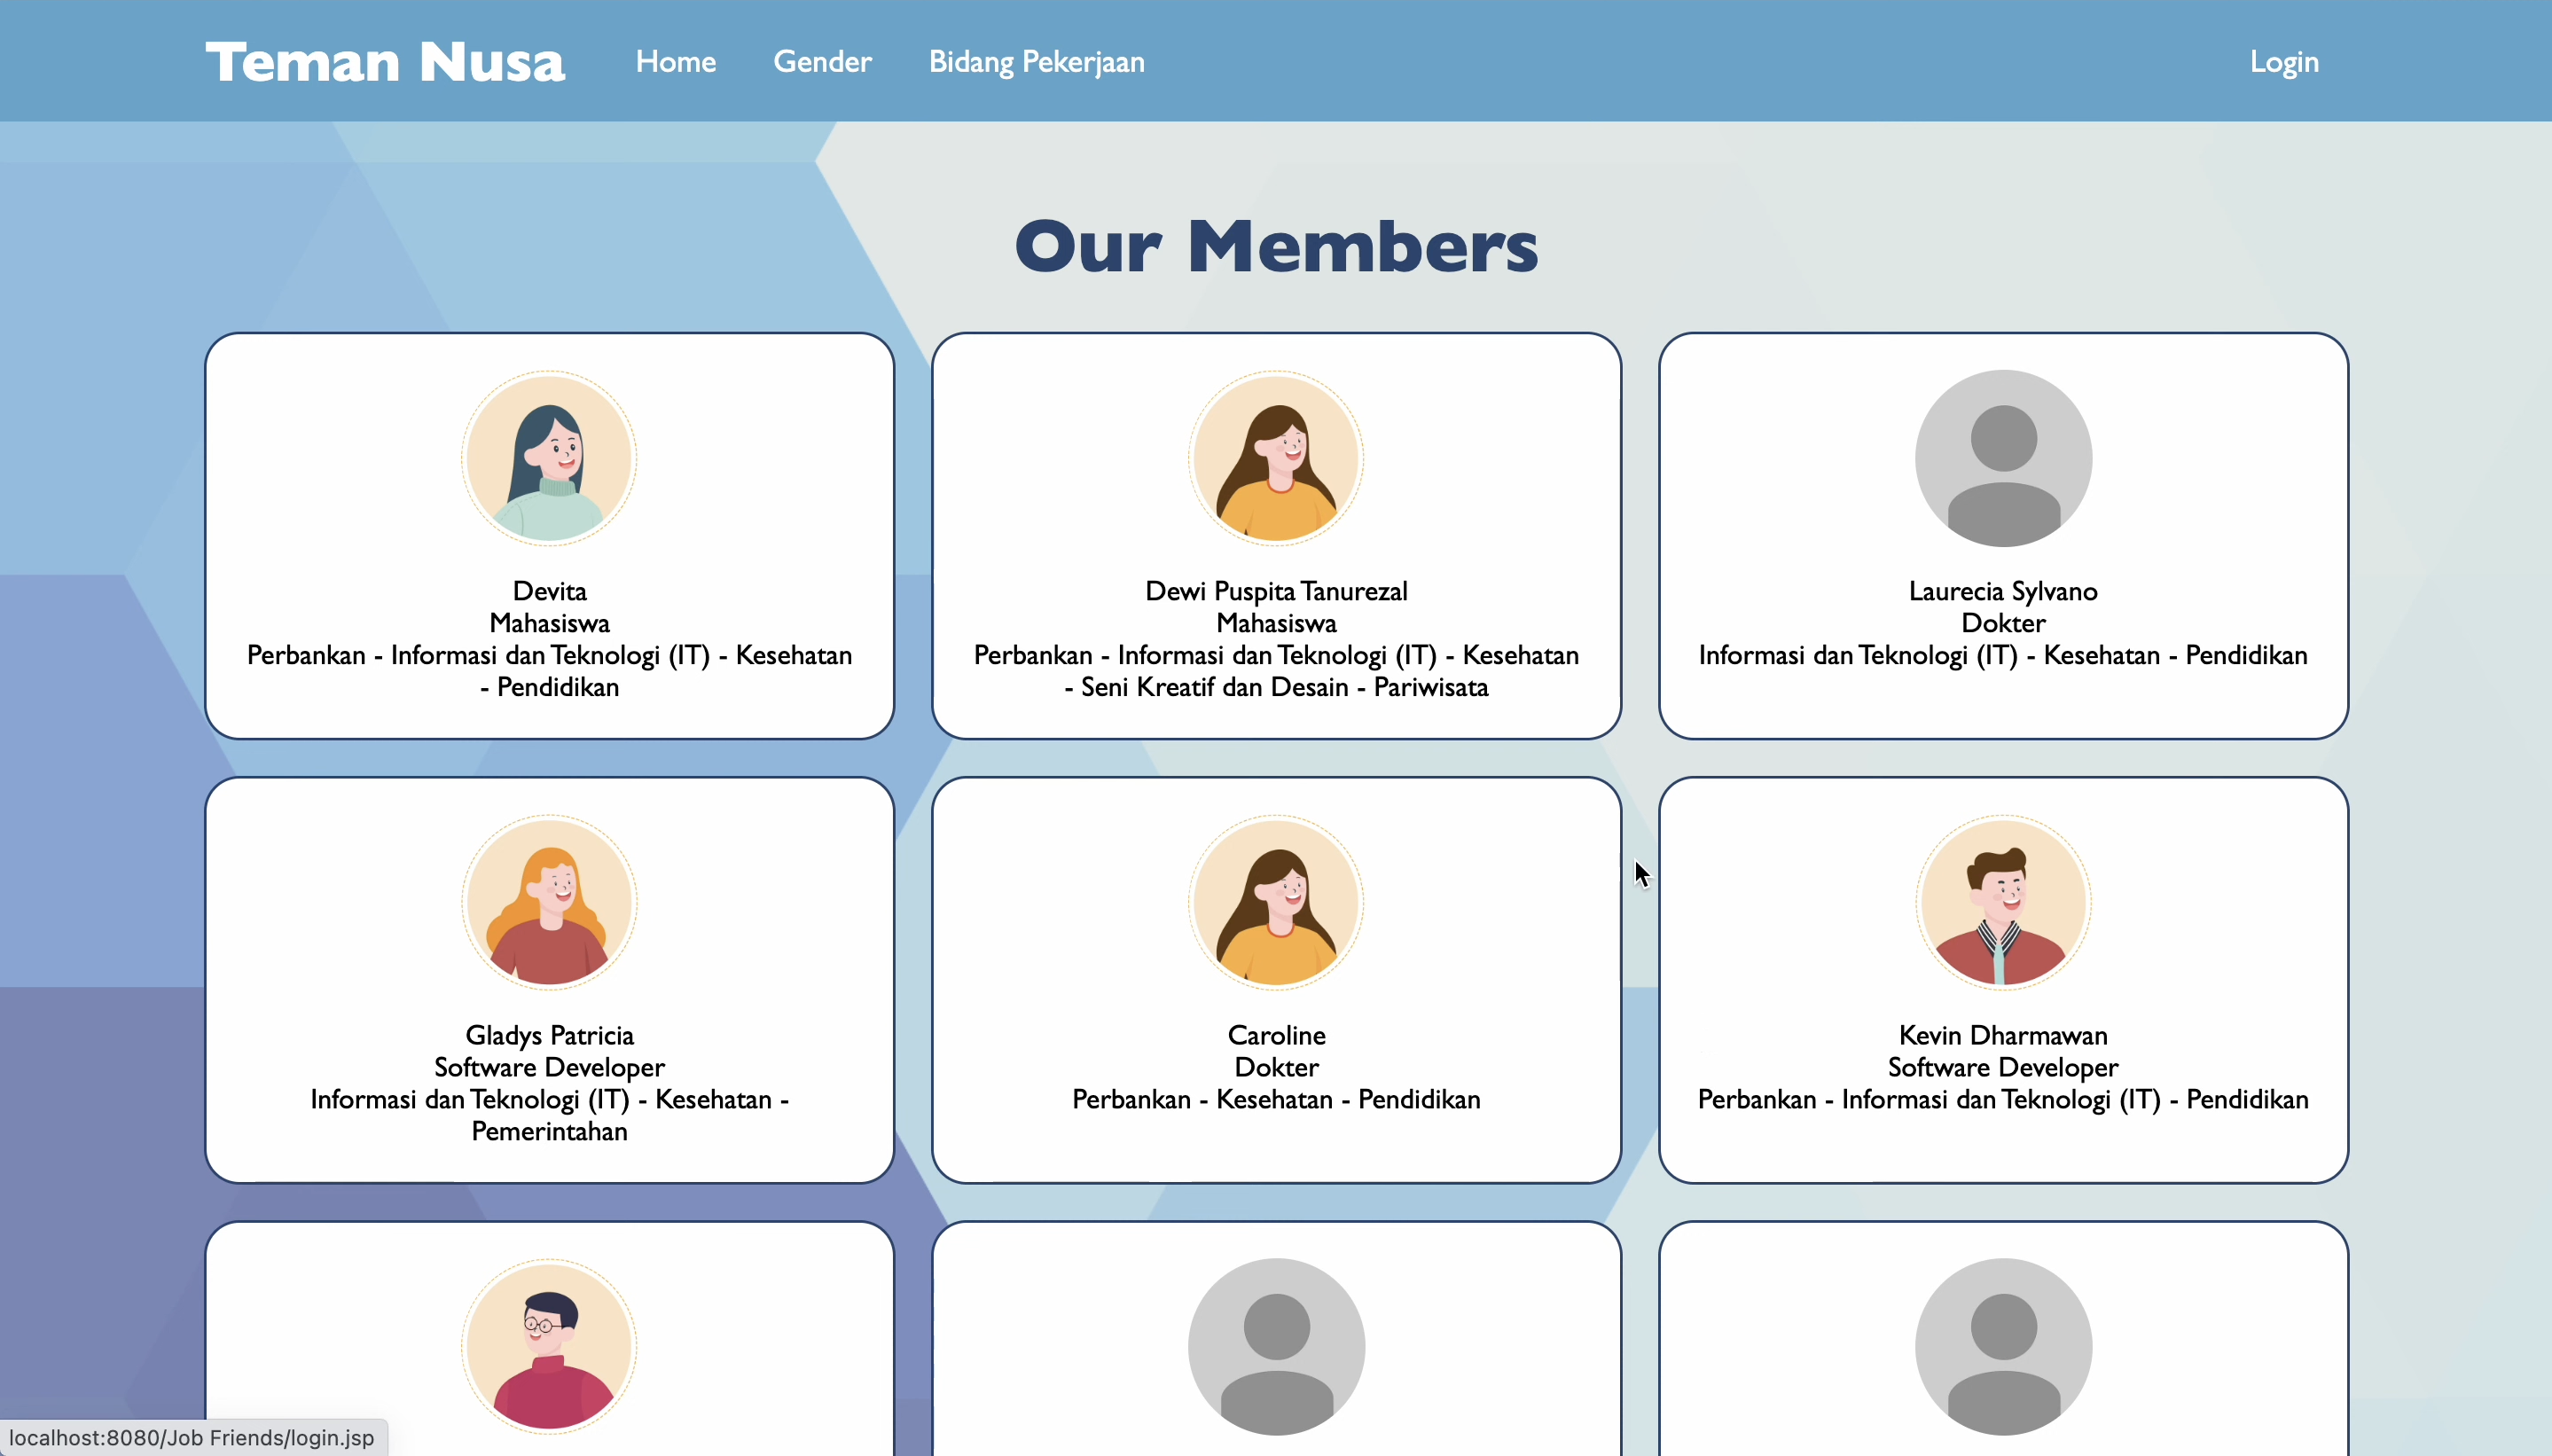 Teman Nusa
Home
Gender
Bidang Pekerjaan
Login
Our Members
Devita
Mahasiswa
Perbankan - Informasi dan Teknologi (IT) - Kesehatan
- Pendidikan
Dewi Puspita Tanurezal
Mahasiswa
Perbankan - Informasi dan Teknologi (IT) - Kesehatan
- Seni Kreatif dan Desain - Pariwisata
Laurecia Sylvano
Dokter
Informasi dan Teknologi (IT) - Kesehatan - Pendidikan
Gladys Patricia
Software Developer
Informasi dan Teknologi (IT) - Kesehatan -
Pemerintahan
Caroline
Dokter
Perbankan - Kesehatan - Pendidikan
Kevin Dharmawan
Software Developer
Perbankan - Informasi dan Teknologi (IT) - Pendidikan
localhost:8080/Job Friends/login.jsp